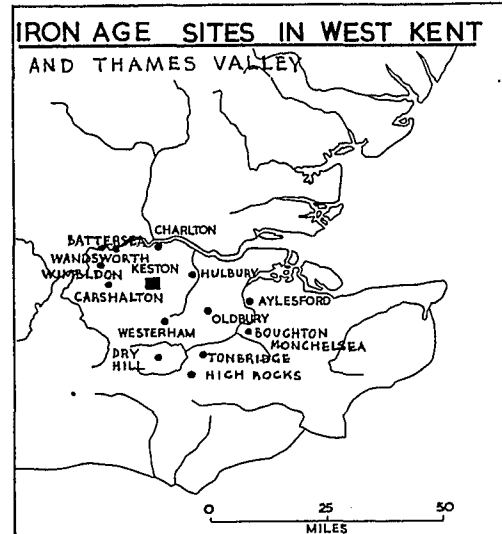 IRON AGE SITES IN WEST KENT
AND THAMES VALLEY
CHARLTON
BATTERSEA
WANDSWORTH
WIMBLDON
KESTON
HULBURY
CARSHALTON
AYLESFORD
OLDBURY
WESTERHAM
BOUGHTON
MONCHELSEA
DRY
HILL
TONBRIDGE
HIGH ROCKS
0 25 50
MILES